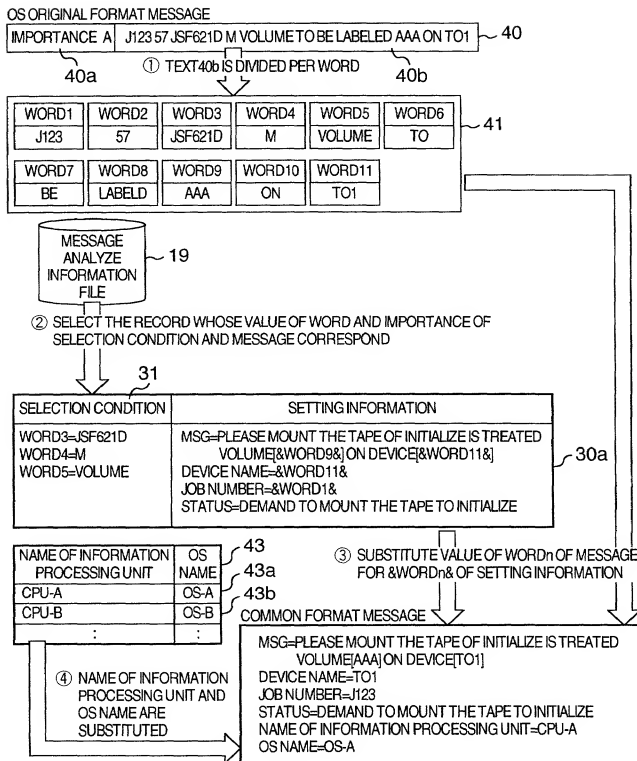 OS ORIGINAL FORMAT MESSAGE
IMPORTANCE A J123 57 JSF621D M VOLUME TO BE LABELED AAA ON TO1 40
40a 40b
① TEXT40b IS DIVIDED PER WORD
WORD1 WORD2 WORD3 WORD4 WORD5 WORD6 41
J123 57 JSF621D M VOLUME TO
WORD7 WORD8 WORD9 WORD10 WORD11
BE LABELD AAA ON TO1
MESSAGE
ANALYZE
INFORMATION
FILE
19
② SELECT THE RECORD WHOSE VALUE OF WORD AND IMPORTANCE OF
SELECTION CONDITION AND MESSAGE CORRESPOND
31
SELECTION CONDITION SETTING INFORMATION
WORD3=JSF621D MSG=PLEASE MOUNT THE TAPE OF INITIALIZE IS TREATED
WORD4=M VOLUME[&WORD9&] ON DEVICE[&WORD11&]
WORD5=VOLUME DEVICE NAME=&WORD11&
JOB NUMBER=&WORD1&
STATUS=DEMAND TO MOUNT THE TAPE TO INITIALIZE
30a
NAME OF INFORMATION OS 43
PROCESSING UNIT NAME
CPU-A OS-A 43a
CPU-B OS-B 43b
: :
③ SUBSTITUTE VALUE OF WORDn OF MESSAGE
FOR &WORDn& OF SETTING INFORMATION
COMMON FORMAT MESSAGE
MSG=PLEASE MOUNT THE TAPE OF INITIALIZE IS TREATED
VOLUME[AAA] ON DEVICE[TO1]
DEVICE NAME=TO1
JOB NUMBER=J123
STATUS=DEMAND TO MOUNT THE TAPE TO INITIALIZE
NAME OF INFORMATION PROCESSING UNIT=CPU-A
OS NAME=OS-A
④ NAME OF INFORMATION
PROCESSING UNIT AND
OS NAME ARE
SUBSTITUTED